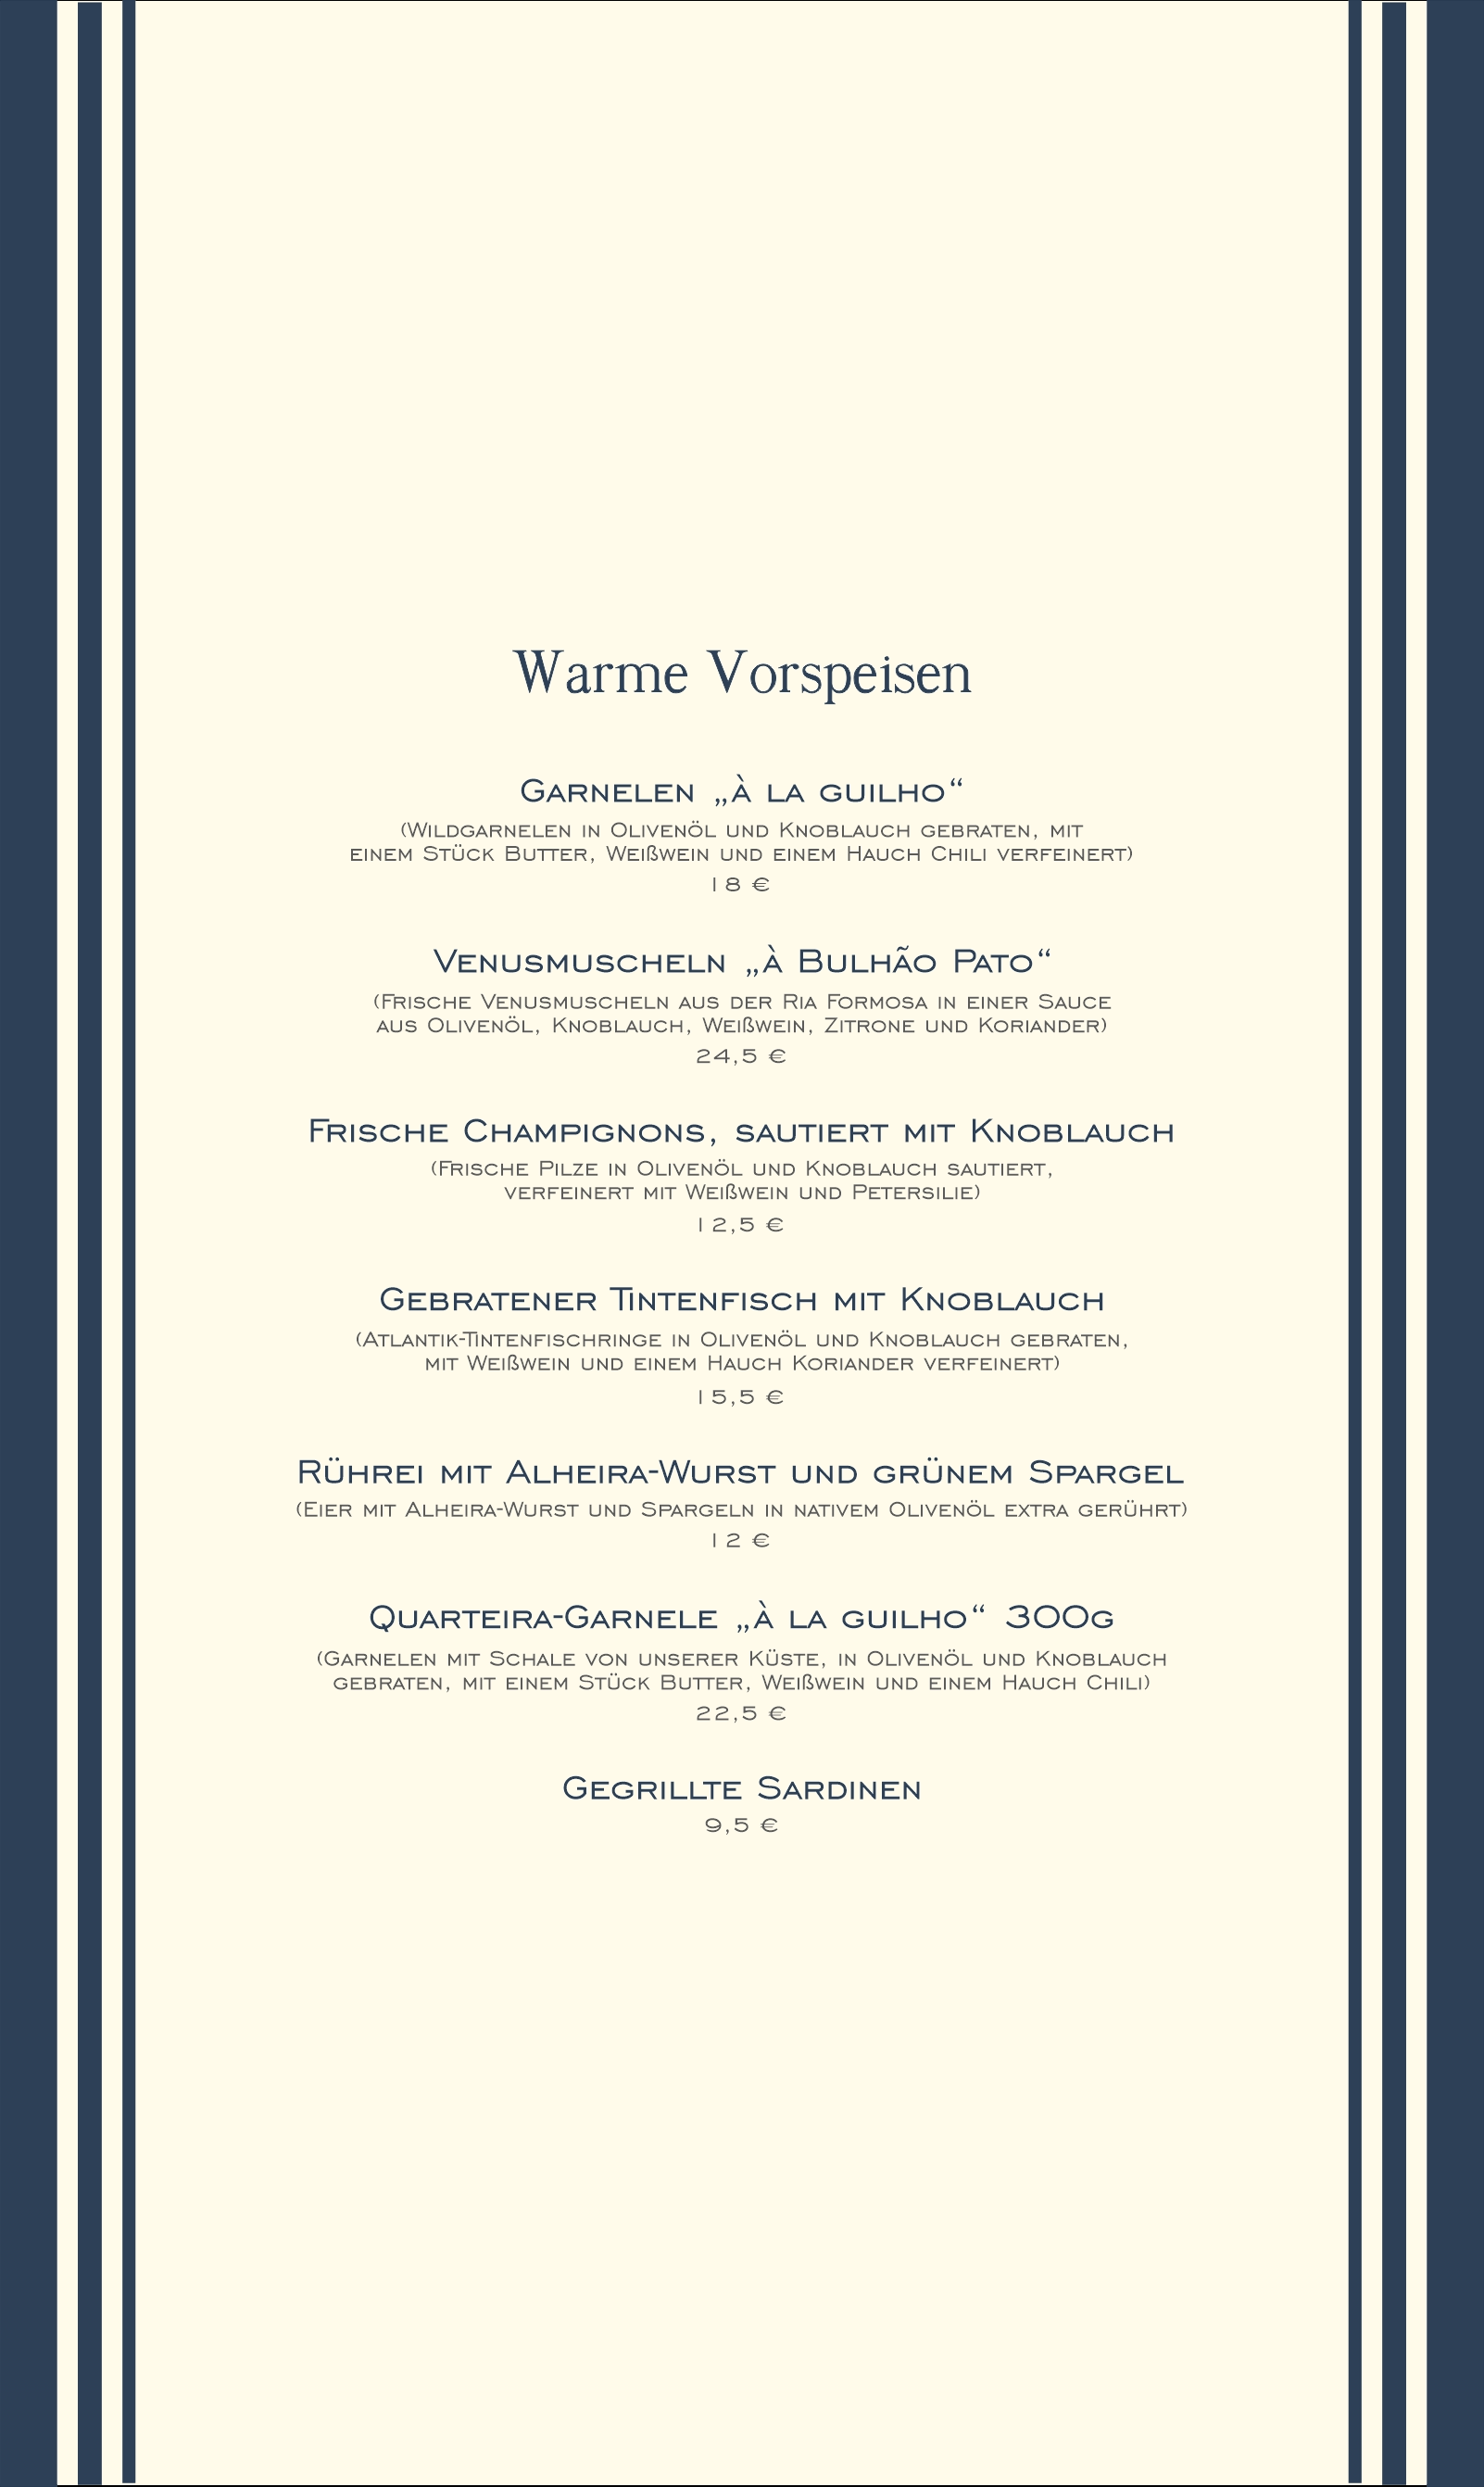 Warme Vorspeisen
Garnelen „à la guilho“
(Wildgarnelen in Olivenöl und Knoblauch gebraten, mit
einem Stück Butter, Weißwein und einem Hauch Chili verfeinert)
18 €
Venusmuscheln „à Bulhão Pato“
(Frische Venusmuscheln aus der Ria Formosa in einer Sauce
aus Olivenöl, Knoblauch, Weißwein, Zitrone und Koriander)
24,5 €
Frische Champignons, sautiert mit Knoblauch
(Frische Pilze in Olivenöl und Knoblauch sautiert,
verfeinert mit Weißwein und Petersilie)
12,5 €
Gebratener Tintenfisch mit Knoblauch
(Atlantik-Tintenfischringe in Olivenöl und Knoblauch gebraten,
mit Weißwein und einem Hauch Koriander verfeinert)
15,5 €
Rührei mit Alheira-Wurst und grünem Spargel
(Eier mit Alheira-Wurst und Spargeln in nativem Olivenöl extra gerührt)
12 €
Quarteira-Garnele „à la guilho“ 300g
(Garnelen mit Schale von unserer Küste, in Olivenöl und Knoblauch
gebraten, mit einem Stück Butter, Weißwein und einem Hauch Chili)
22,5 €
Gegrillte Sardinen
9,5 €